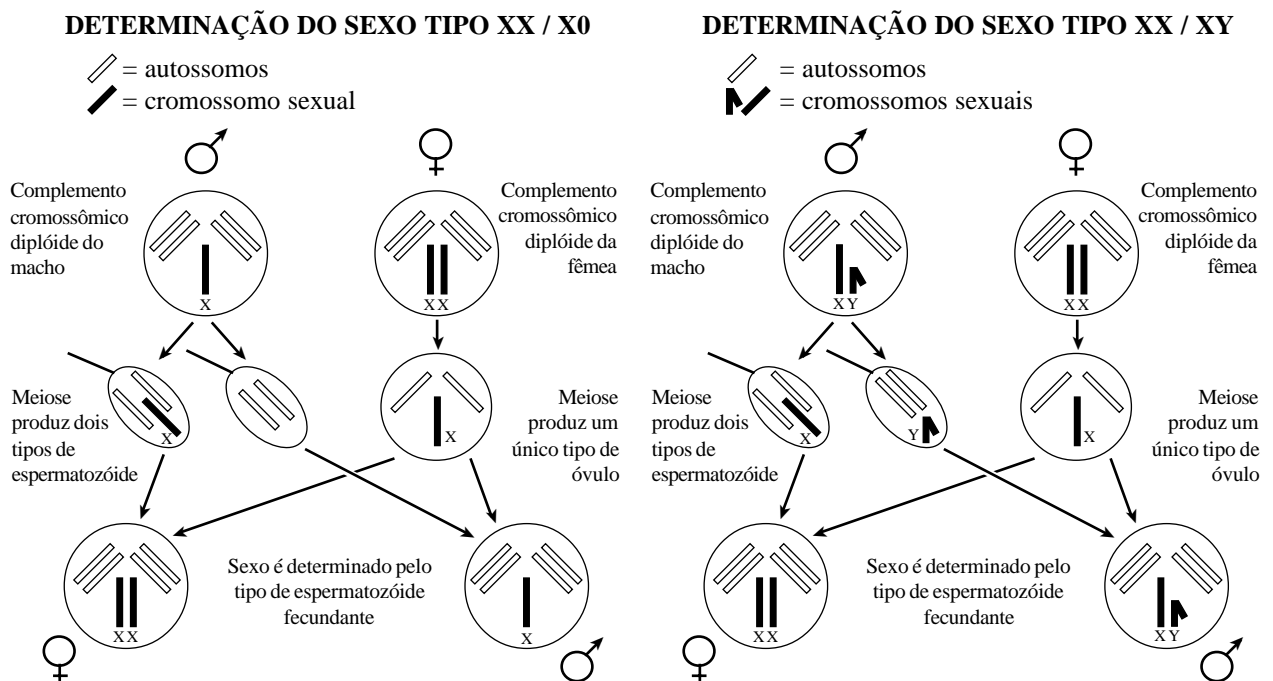 DETERMINAÇÃO DO SEXO TIPO XX / X0
= autossomos
= cromossomo sexual
Complemento
cromossômico
diplóide do
macho
Complemento
cromossômico
diplóide da
fêmea
X
XX
Meiose
produz dois
tipos de
espermatozóide
X
X
Meiose
produz um
único tipo de
óvulo
Sexo é determinado pelo
tipo de espermatozóide
fecundante
XX
X
DETERMINAÇÃO DO SEXO TIPO XX / XY
= autossomos
= cromossomos sexuais
Complemento
cromossômico
diplóide do
macho
Complemento
cromossômico
diplóide da
fêmea
XY
XX
Meiose
produz dois
tipos de
espermatozóide
X
Y
X
Meiose
produz um
único tipo de
óvulo
Sexo é determinado pelo
tipo de espermatozóide
fecundante
XX
XY